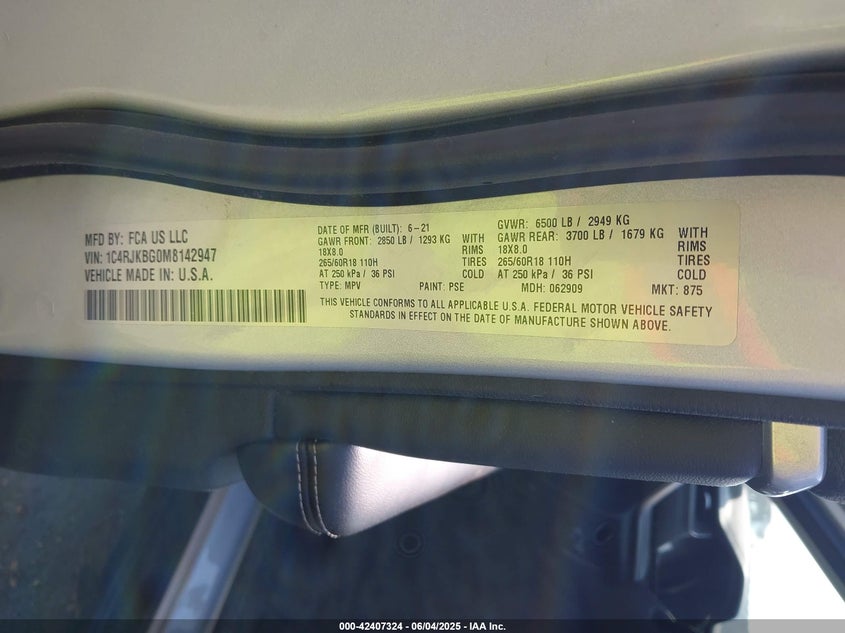 MFD BY: FCA US LLC
VIN: 1C4RJKBG0M8142947
VEHICLE MADE IN U.S.A.
DATE OF MFR (BUILT): 6-21
GVWR: 6500 LB / 2949 KG
GAWR FRONT: 2850 LB / 1293 KG WITH
GAWR REAR: 3700 LB / 1679 KG WITH
18X8.0 RIMS
18X8.0 RIMS
265/60R18 110H TIRES
265/60R18 110H TIRES
AT 250 kPa / 36 PSI COLD
AT 250 kPa / 36 PSI COLD
TYPE: MPV PAINT: PSE MDH: 062909 MKT: 875
THIS VEHICLE CONFORMS TO ALL APPLICABLE U.S.A. FEDERAL MOTOR VEHICLE SAFETY
STANDARDS IN EFFECT ON THE DATE OF MANUFACTURE SHOWN ABOVE.
000-42407324 - 06/04/2025 - IAA Inc.